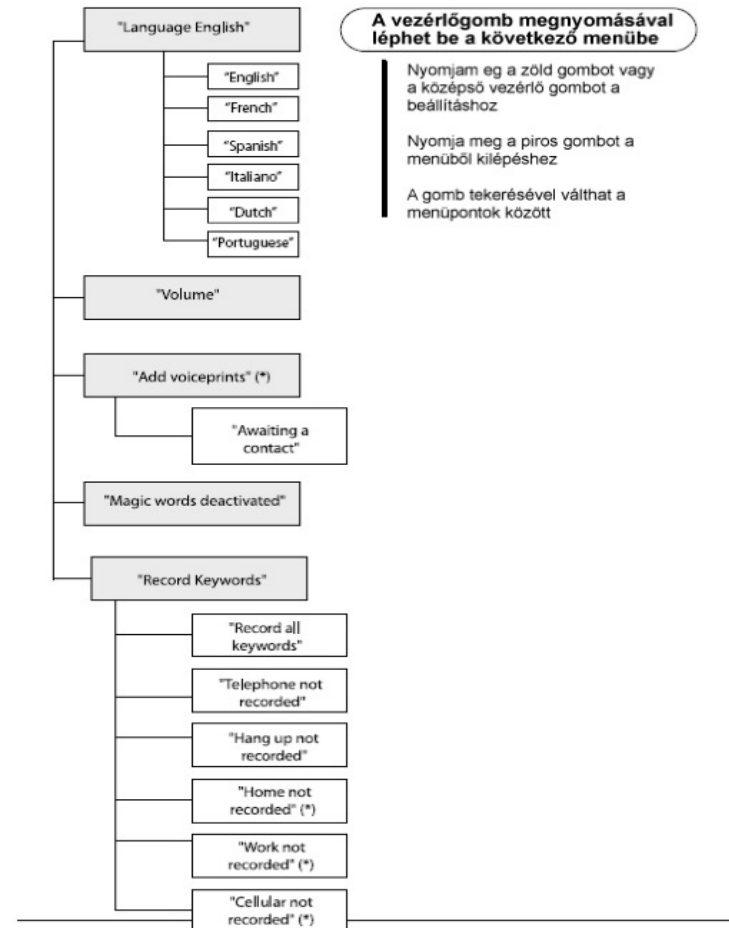 "Language English"
"English"
"French"
"Spanish"
"Italiano"
"Dutch"
"Portuguese"
"Volume"
"Add voiceprints" (*)
"Awaiting a
contact"
"Magic words deactivated"
"Record Keywords"
"Record all
keywords"
"Telephone not
recorded"
"Hang up not
recorded"
"Home not
recorded" (*)
"Work not
recorded" (*)
"Cellular not
recorded" (*)
A vezérlőgomb megnyomásával
léphet be a következő menübe
Nyomjam eg a zöld gombot vagy
a középső vezérlő gombot a
beállításhoz
Nyomja meg a piros gombot a
menüből kilépéshez
A gomb tekerésével válthat a
menüpontok között